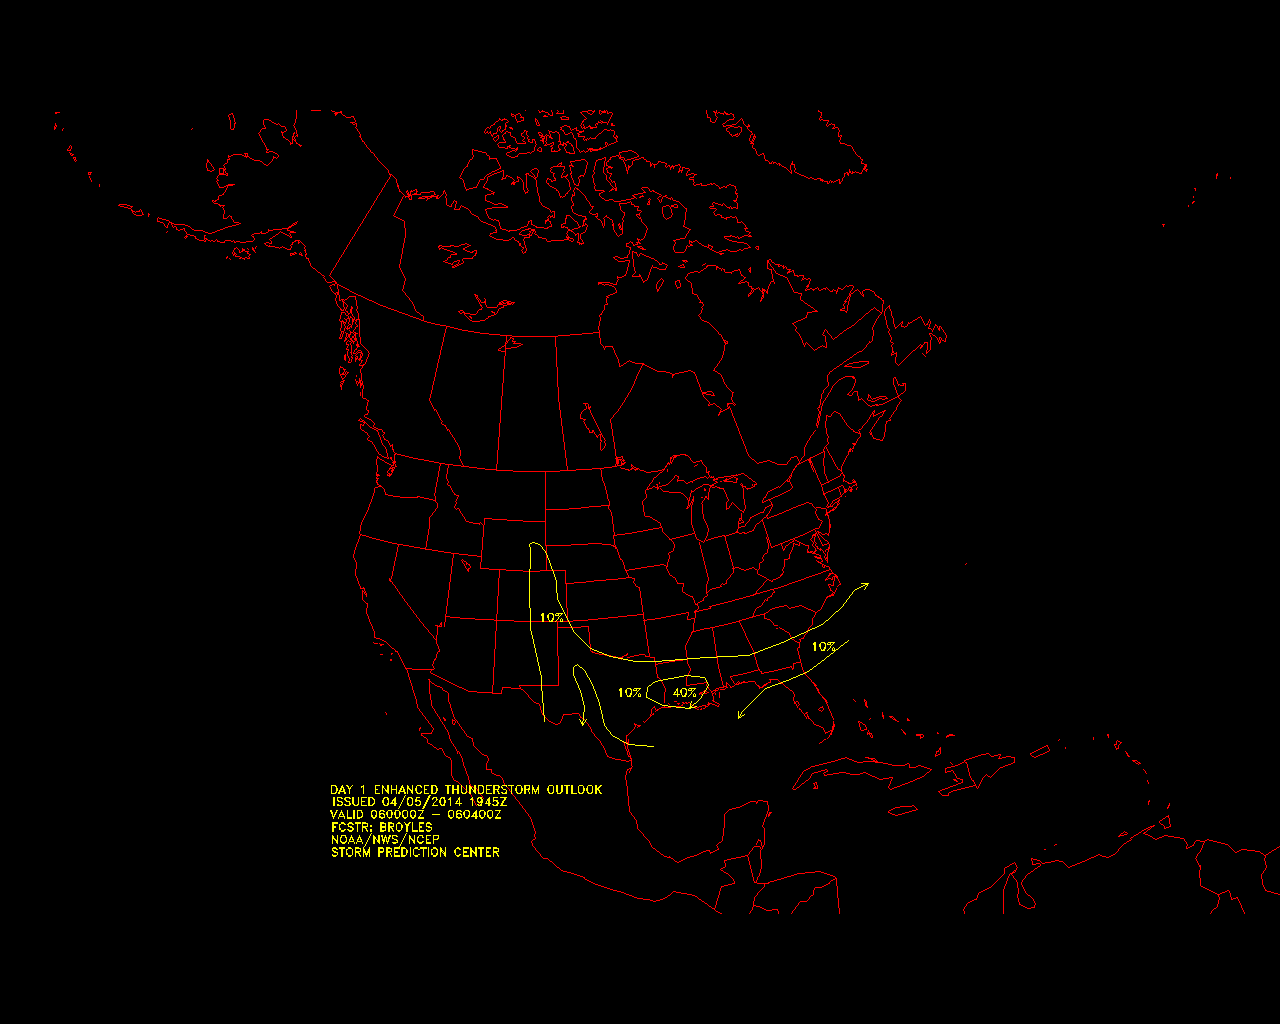 10%
10%
10% 40%
DAY 1 ENHANCED THUNDERSTORM OUTLOOK
ISSUED 04/05/2014 1945Z
VALID 060000Z - 060400Z
FCSTR: BROYLES
NOAA/NWS/NCEP
STORM PREDICTION CENTER